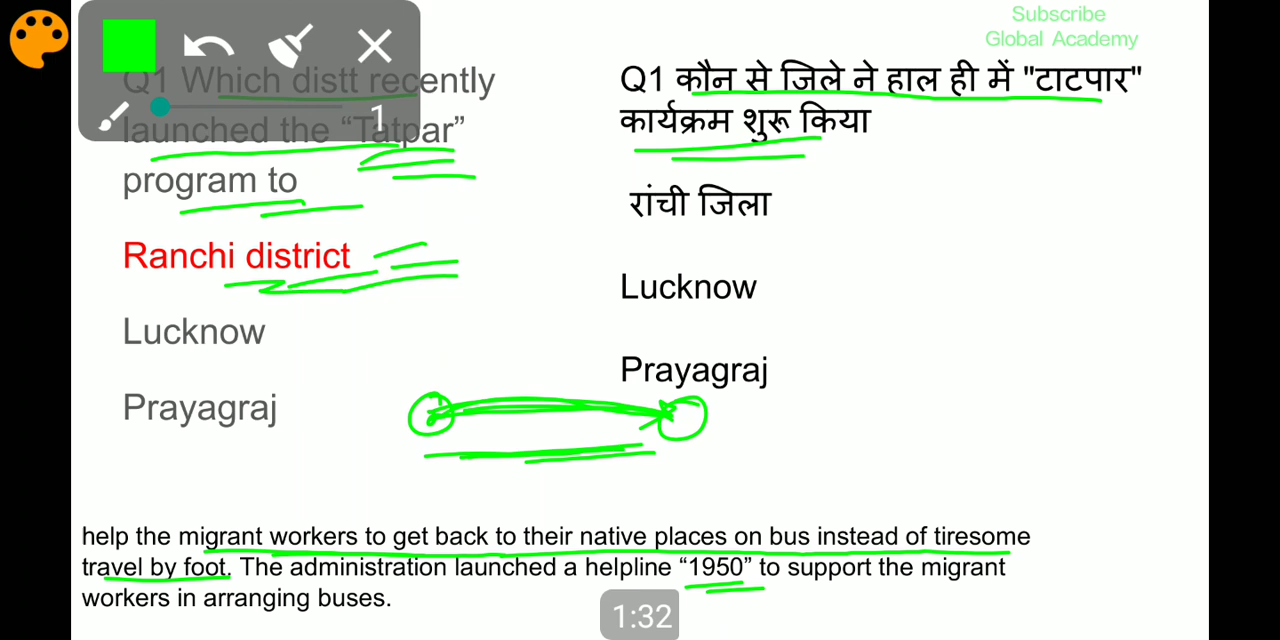 Subscribe
Global Academy
Q1 Which distt recently
launched the “Tatpar”
program to
Ranchi district
Lucknow
Prayagraj
Q1 कौन से जिले ने हाल ही में "टाटपार"
कार्यक्रम शुरू किया
रांची जिला
Lucknow
Prayagraj
1
help the migrant workers to get back to their native places on bus instead of tiresome
travel by foot. The administration launched a helpline “1950” to support the migrant
workers in arranging buses.
1:32